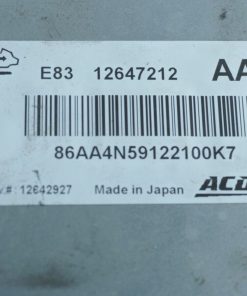 E83 12647212 AA
86AA4N59122100K7
.#: 12642927 Made in Japan ACD